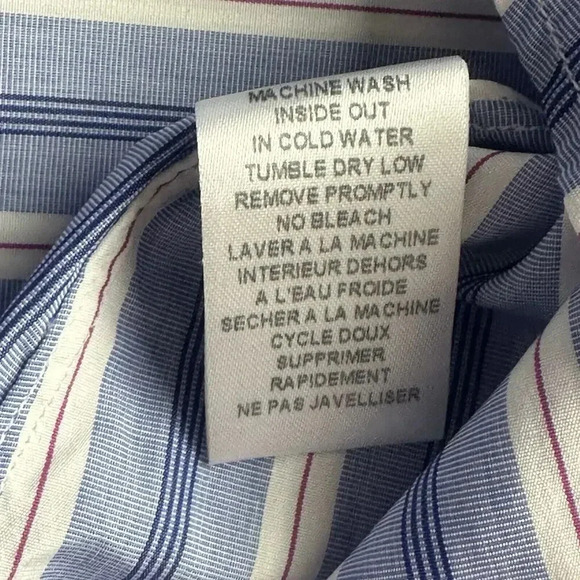 MACHINE WASH
INSIDE OUT
IN COLD WATER
TUMBLE DRY LOW
REMOVE PROMPTLY
NO BLEACH
LAVER A LA MACHINE
INTERIEUR DEHORS
A L'EAU FROIDE
SECHER A LA MACHINE
CYCLE DOUX
SUPPRIMER
RAPIDEMENT
NE PAS JAVELLISER